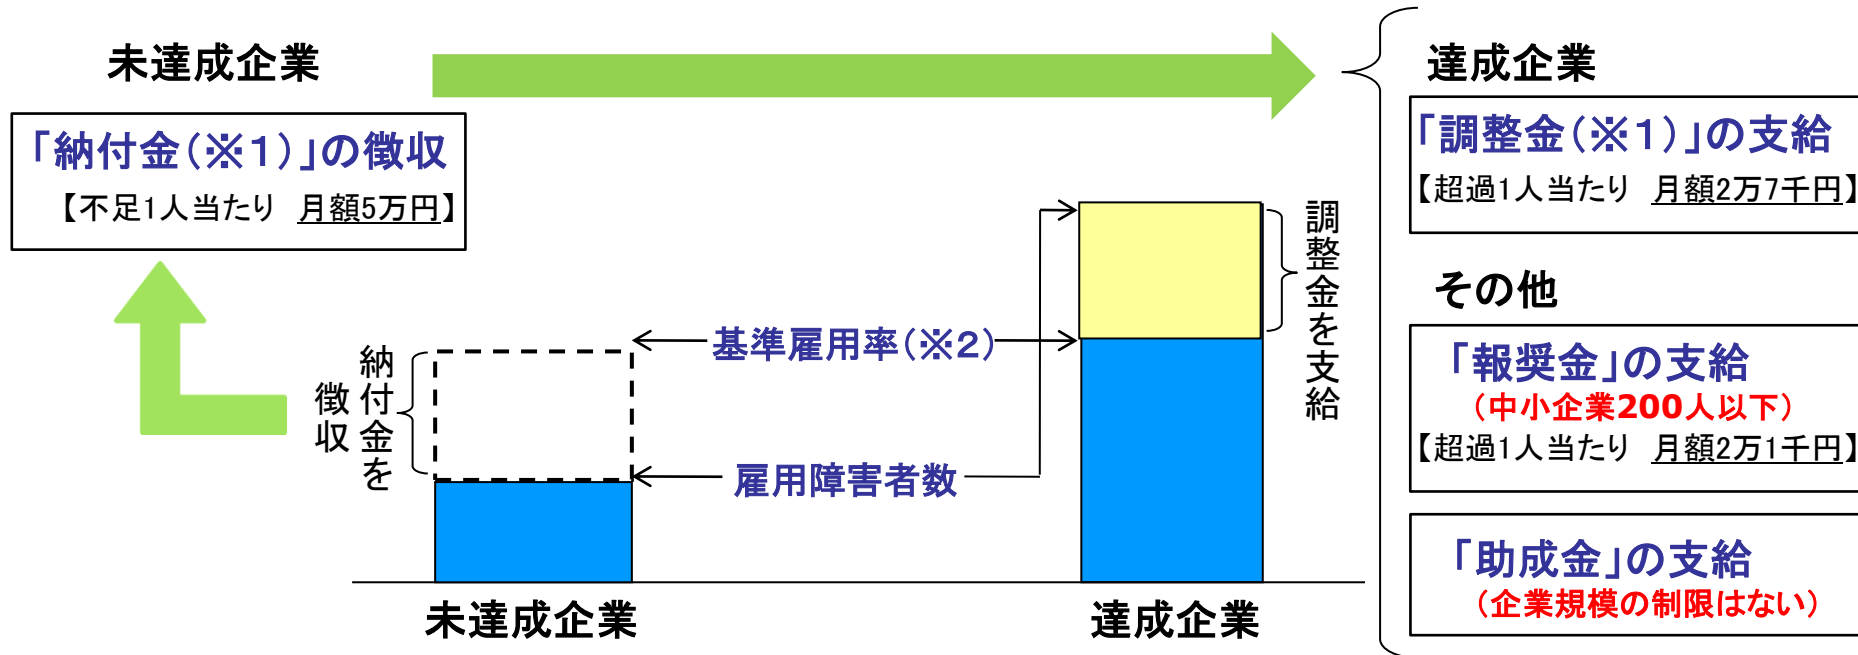 未達成企業
「納付金(※1)」の徴収
【不足1人当たり 月額5万円】
納付金を
徴収
基準雇用率(※2)
雇用障害者数
調整金を支給
未達成企業
達成企業
達成企業
「調整金(※1)」の支給
【超過1人当たり 月額2万7千円】
その他
「報奨金」の支給
(中小企業200人以下)
【超過1人当たり 月額2万1千円】
「助成金」の支給
(企業規模の制限はない)